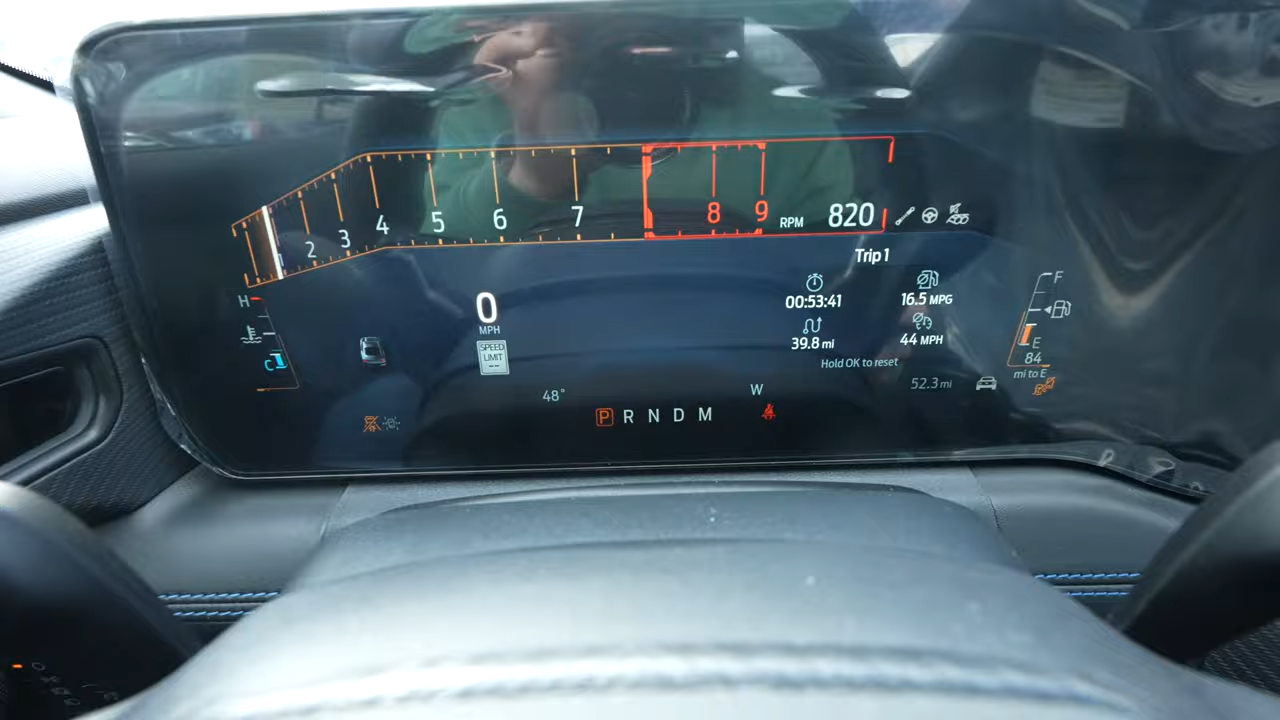 2 3 4 5 6 7 8 9 RPM 820
Trip 1
H
C
0
MPH
SPEED
LIMIT
--
00:53:41
16.5 MPG
39.8 mi
44 MPH
Hold OK to reset
F
E
84
mi to E
52.3 mi
48°
W
P R N D M